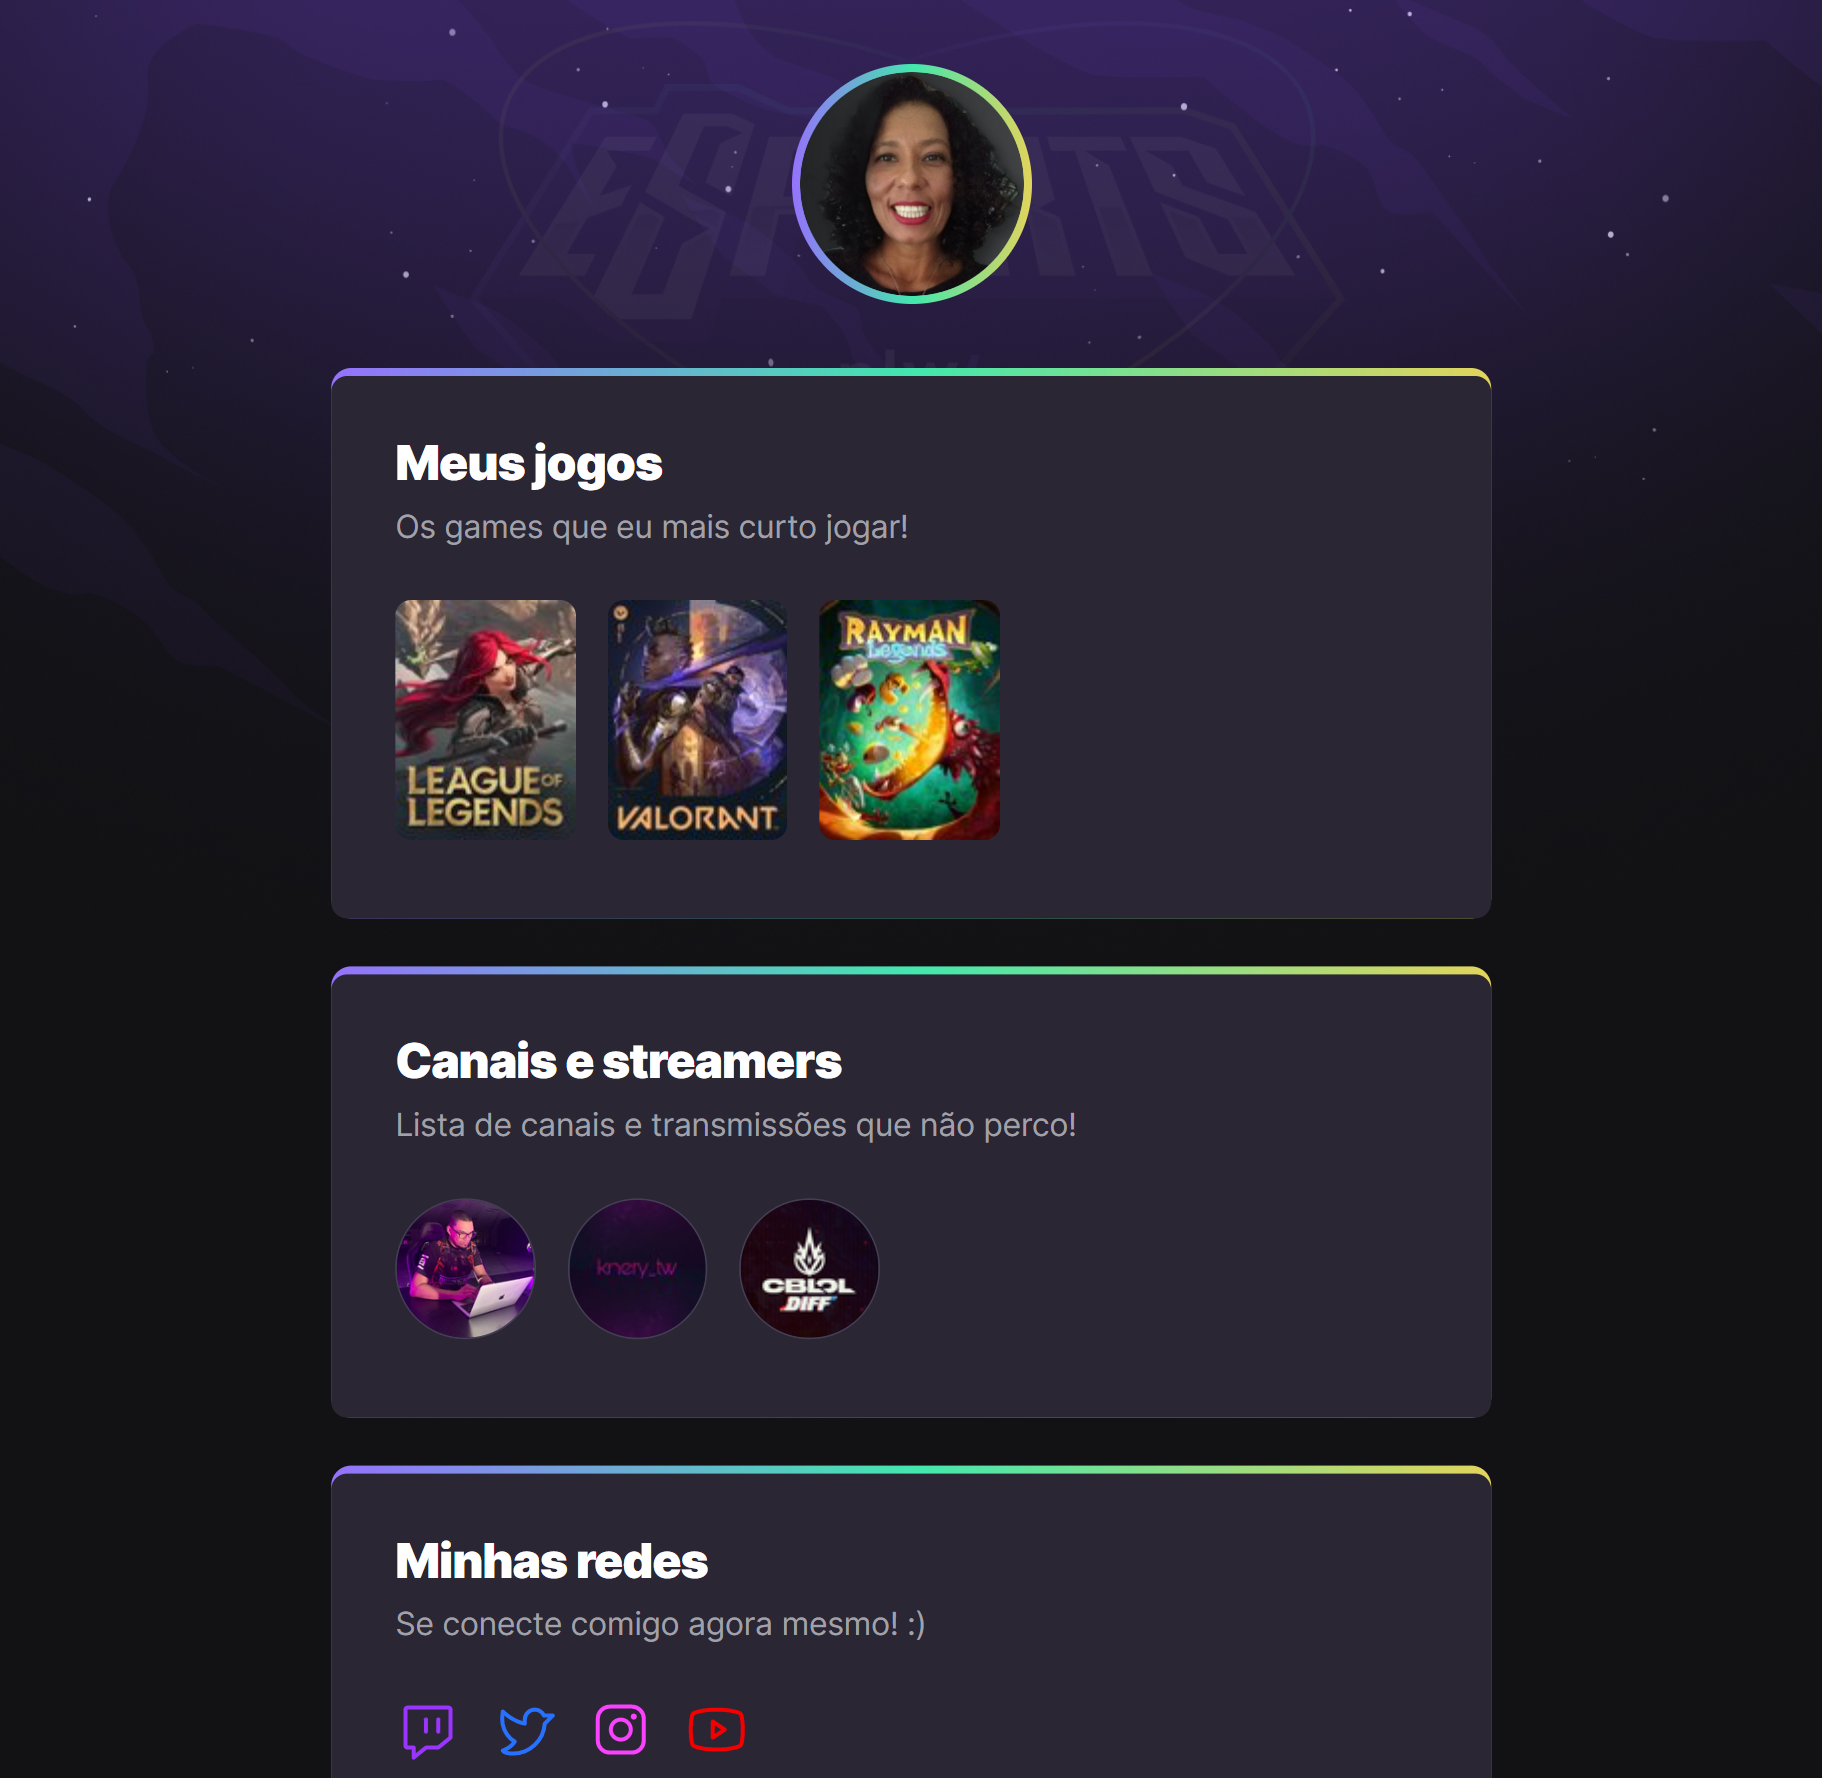 ESPORTS
nlw
Meus jogos
Os games que eu mais curto jogar!
LEAGUE OF
LEGENDS
VALORANT
RAYMAN
Legends
Canais e streamers
Lista de canais e transmissões que não perco!
knery_tw
CBLOL
DIFF
Minhas redes
Se conecte comigo agora mesmo! :)